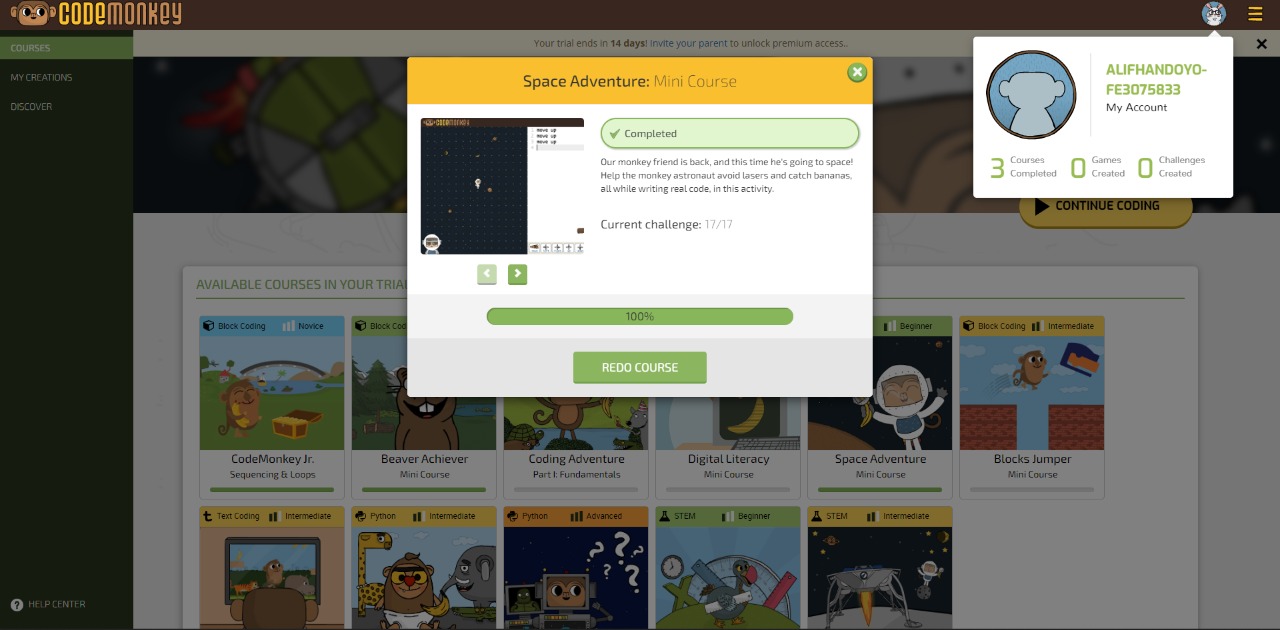 CODEMONKEY
COURSES
MY CREATIONS
DISCOVER
HELP CENTER
Your trial ends in 14 days! Invite your parent to unlock premium access..
Space Adventure: Mini Course
CODEMONKEY
move up
move up
move up
Completed
Our monkey friend is back, and this time he's going to space!
Help the monkey astronaut avoid lasers and catch bananas,
all while writing real code, in this activity.
Current challenge: 17/17
100%
REDO COURSE
ALIFHANDOYO-
FE3075833
My Account
3 Courses Completed
0 Games Created
0 Challenges Created
CONTINUE CODING
AVAILABLE COURSES IN YOUR TRIA
Block Coding Novice
CodeMonkey Jr.
Sequencing & Loops
Block Cod
Beaver Achiever
Mini Course
Coding Adventure
Part I: Fundamentals
Digital Literacy
Mini Course
Beginner
Space Adventure
Mini Course
Block Coding Intermediate
Blocks Jumper
Mini Course
Text Coding Intermediate
Python Intermediate
Python Advanced
STEM Beginner
STEM Intermediate